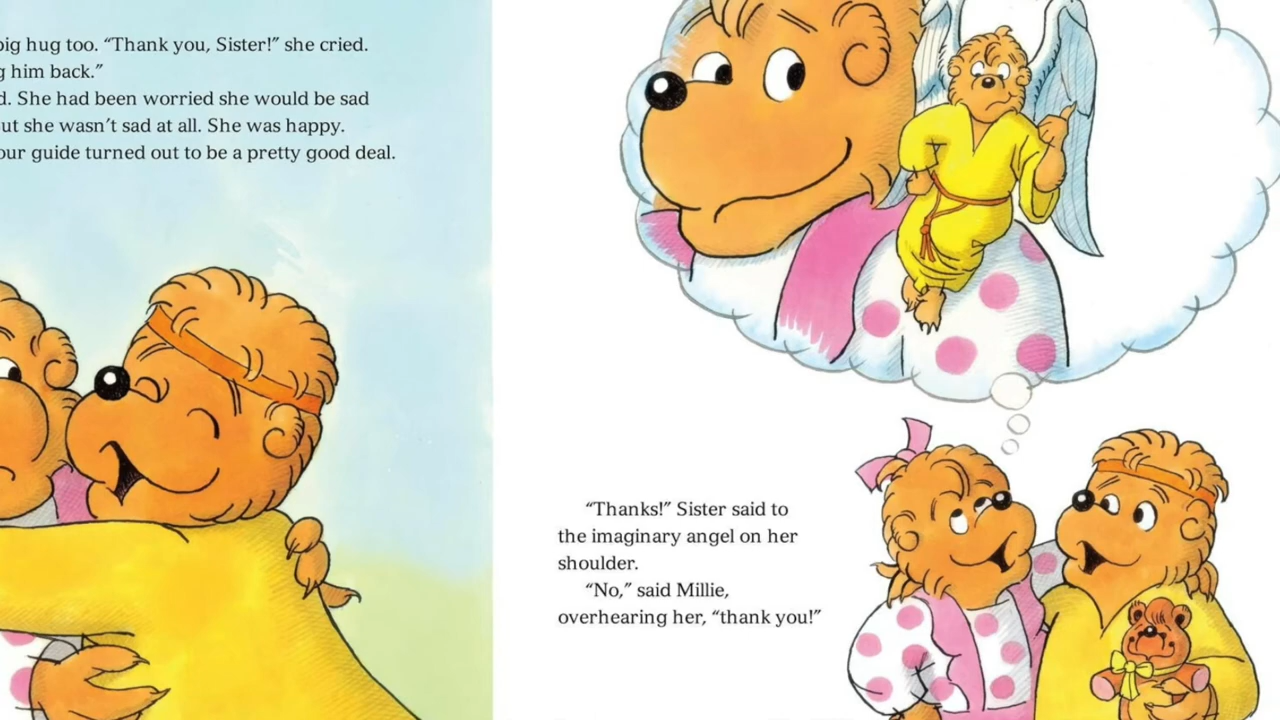 big hug too. “Thank you, Sister!” she cried.
g him back.”
d. She had been worried she would be sad
out she wasn’t sad at all. She was happy.
our guide turned out to be a pretty good deal.
“Thanks!” Sister said to
the imaginary angel on her
shoulder.
“No,” said Millie,
overhearing her, “thank you!”